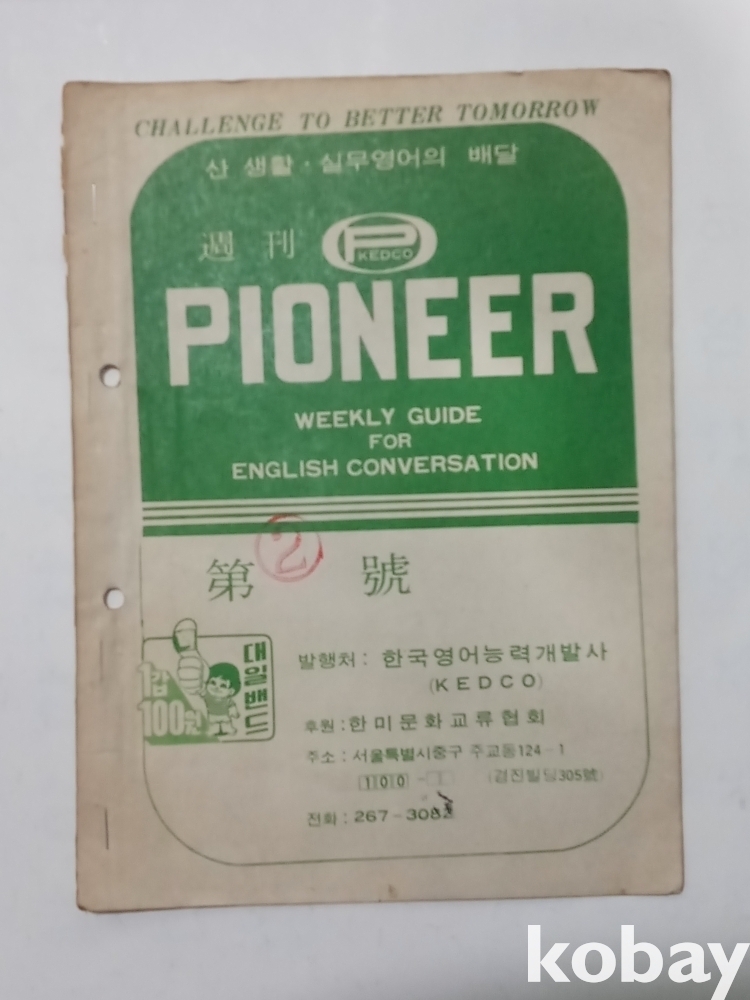 CHALLENGE TO BETTER TOMORROW
산 생활·실무영어의 배달
週刊
P
KEDCO
PIONEER
WEEKLY GUIDE
FOR
ENGLISH CONVERSATION
第 2 號
대일밴드
1갑
100원
발행처: 한국영어능력개발사
(KEDCO)
후원: 한미문화교류협회
주소: 서울특별시중구 주교동124-1
100-
(경진빌딩305號)
전화: 267-3082
kobay